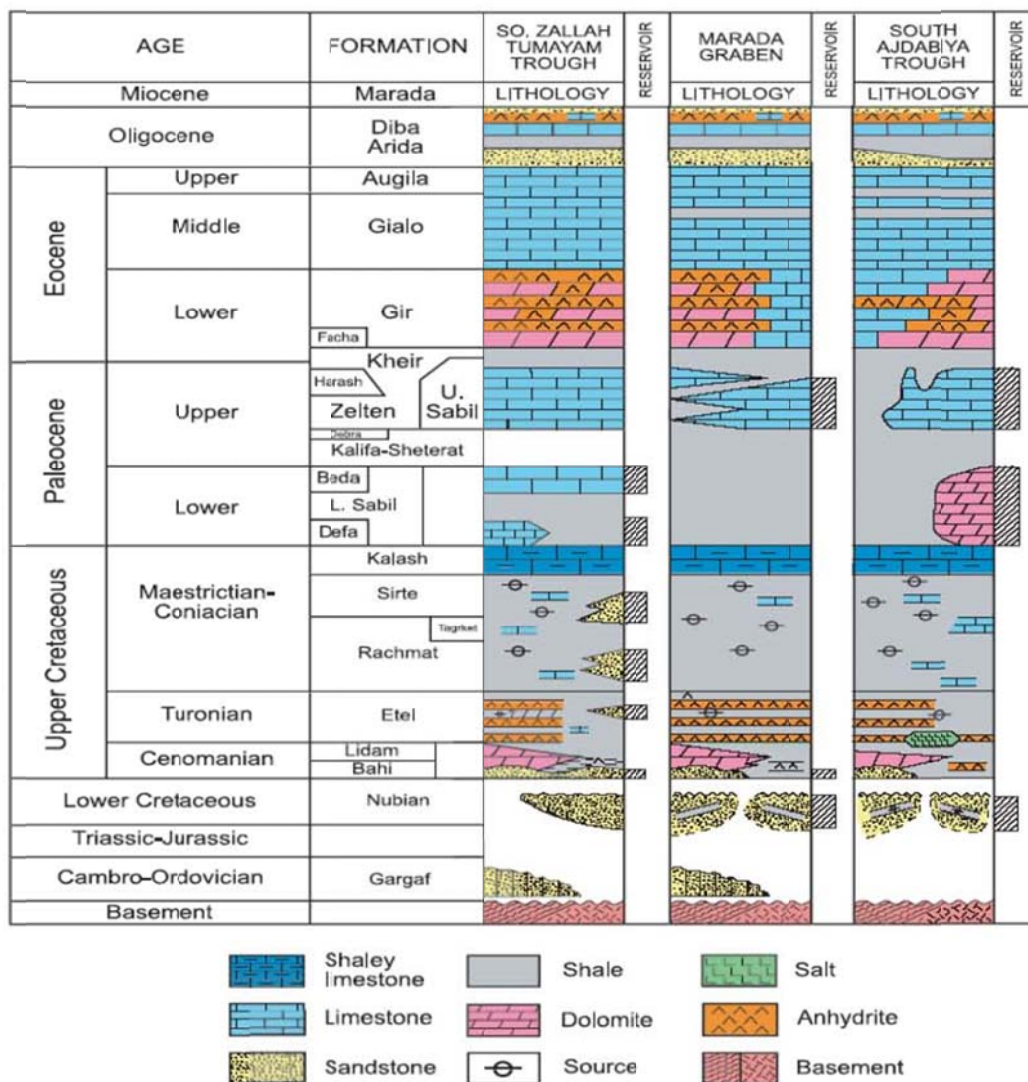 AGE
FORMATION
SO. ZALLAH
TUMAYAM
TROUGH
RESERVOIR
MARADA
GRABEN
RESERVOIR
SOUTH
AJDABIYA
TROUGH
RESERVOIR
Miocene
Marada
LITHOLOGY
LITHOLOGY
LITHOLOGY
Oligocene
Diba
Arida
Eocene
Upper
Augila
Middle
Gialo
Lower
Gir
Facha
Paleocene
Kheir
Upper
Harash
Zelten
U.
Sabil
Kalifa-Sheterat
Lower
Beda
L. Sabil
Defa
Upper Cretaceous
Maestrictian-
Coniacian
Kalash
Sirte
Rachmat
Turonian
Etel
Cenomanian
Lidam
Bahi
Lower Cretaceous
Nubian
Triassic-Jurassic
Cambro-Ordovician
Gargaf
Basement
Shaley
limestone
Shale
Salt
Limestone
Dolomite
Anhydrite
Sandstone
Source
Basement